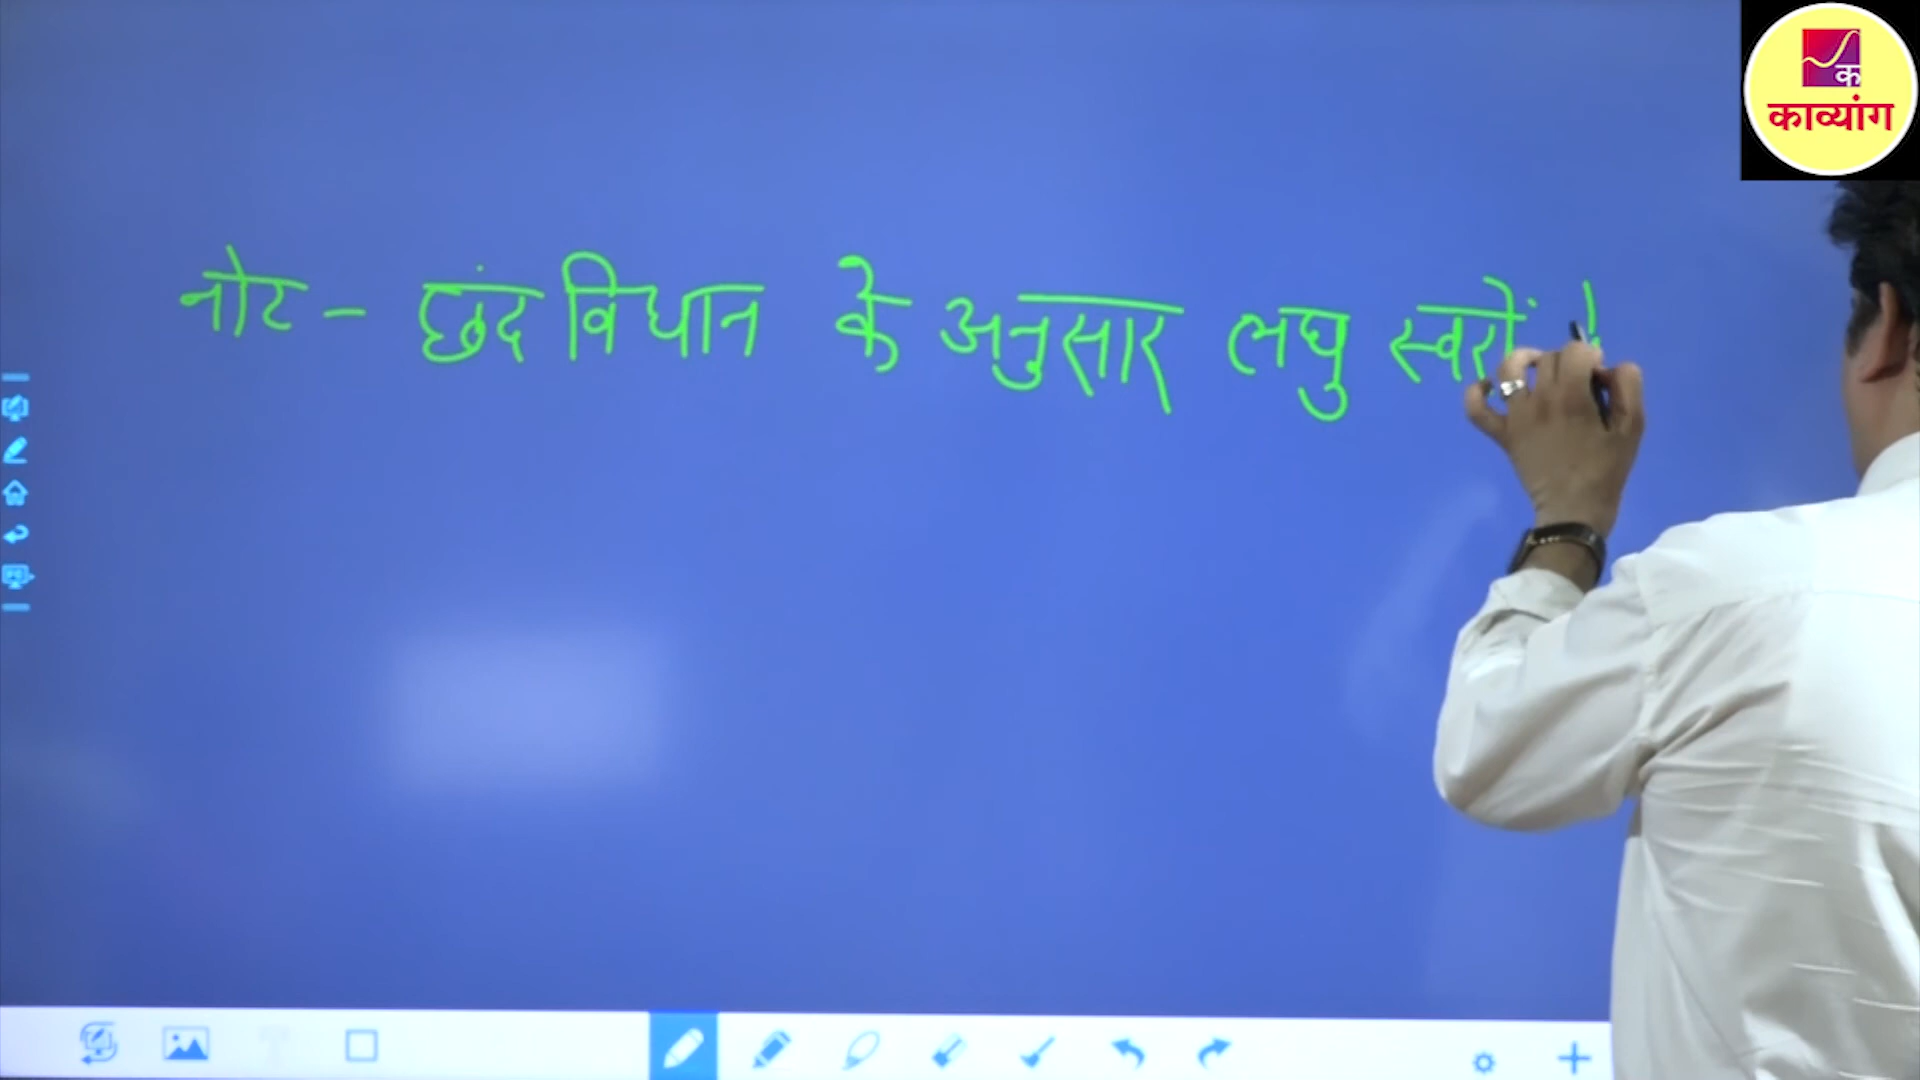 क
काव्यांग
नोट - छंद विधान के अनुसार लघु स्वरों